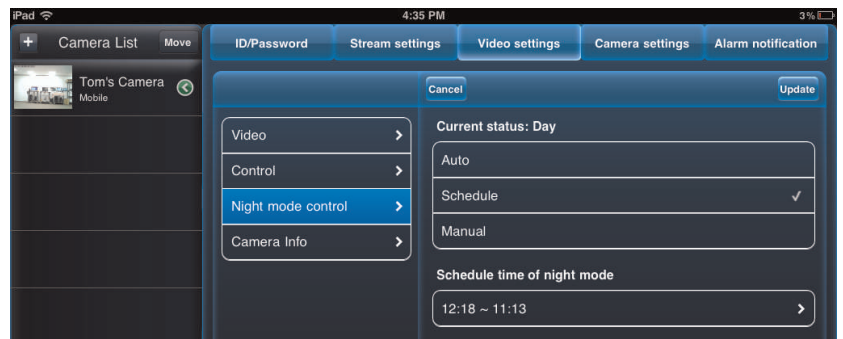 iPad 4:35 PM 3%
+ Camera List Move ID/Password Stream settings Video settings Camera settings Alarm notification
Tom's Camera
Mobile
Cancel Update
Video
Control
Night mode control
Camera Info
Current status: Day
Auto
Schedule
Manual
Schedule time of night mode
12:18 ~ 11:13